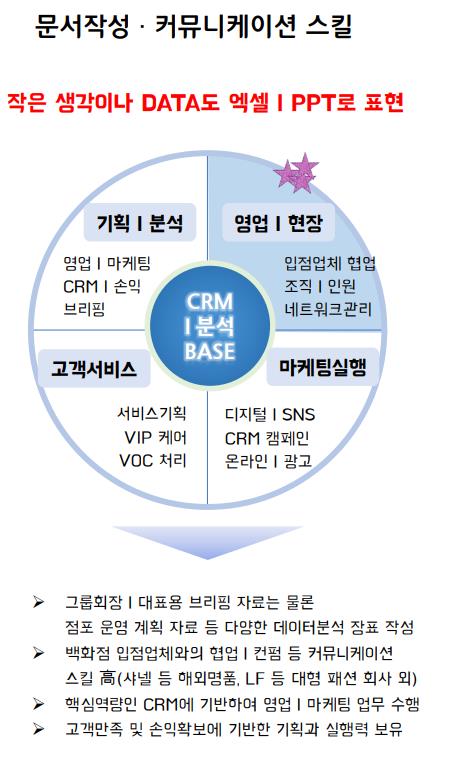 문서작성 · 커뮤니케이션 스킬
작은 생각이나 DATA도 엑셀 I PPT로 표현
기획 I 분석
영업 I 마케팅
CRM I 손익
브리핑
영업 I 현장
입점업체 협업
조직 I 인원
네트워크관리
CRM
I 분석
BASE
고객서비스
서비스기획
VIP 케어
VOC 처리
마케팅실행
디지털 I SNS
CRM 캠페인
온라인 I 광고
➢ 그룹회장 I 대표용 브리핑 자료는 물론
점포 운영 계획 자료 등 다양한 데이터분석 장표 작성
➢ 백화점 입점업체와의 협업 I 컨펌 등 커뮤니케이션
스킬 高(샤넬 등 해외명품, LF 등 대형 패션 회사 외)
➢ 핵심역량인 CRM에 기반하여 영업 I 마케팅 업무 수행
➢ 고객만족 및 손익확보에 기반한 기획과 실행력 보유